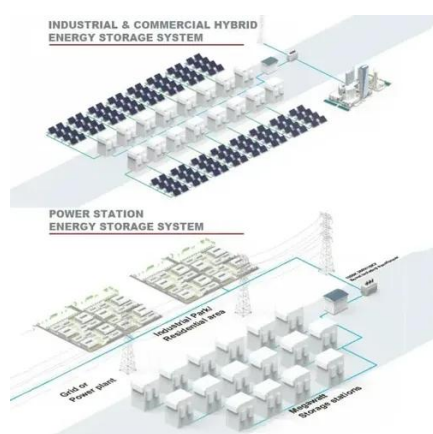 INDUSTRIAL & COMMERCIAL HYBRID
ENERGY STORAGE SYSTEM
POWER STATION
ENERGY STORAGE SYSTEM
Industrial Park/
Residential area
Grid or
Power plant
Megawatt
Storage stations